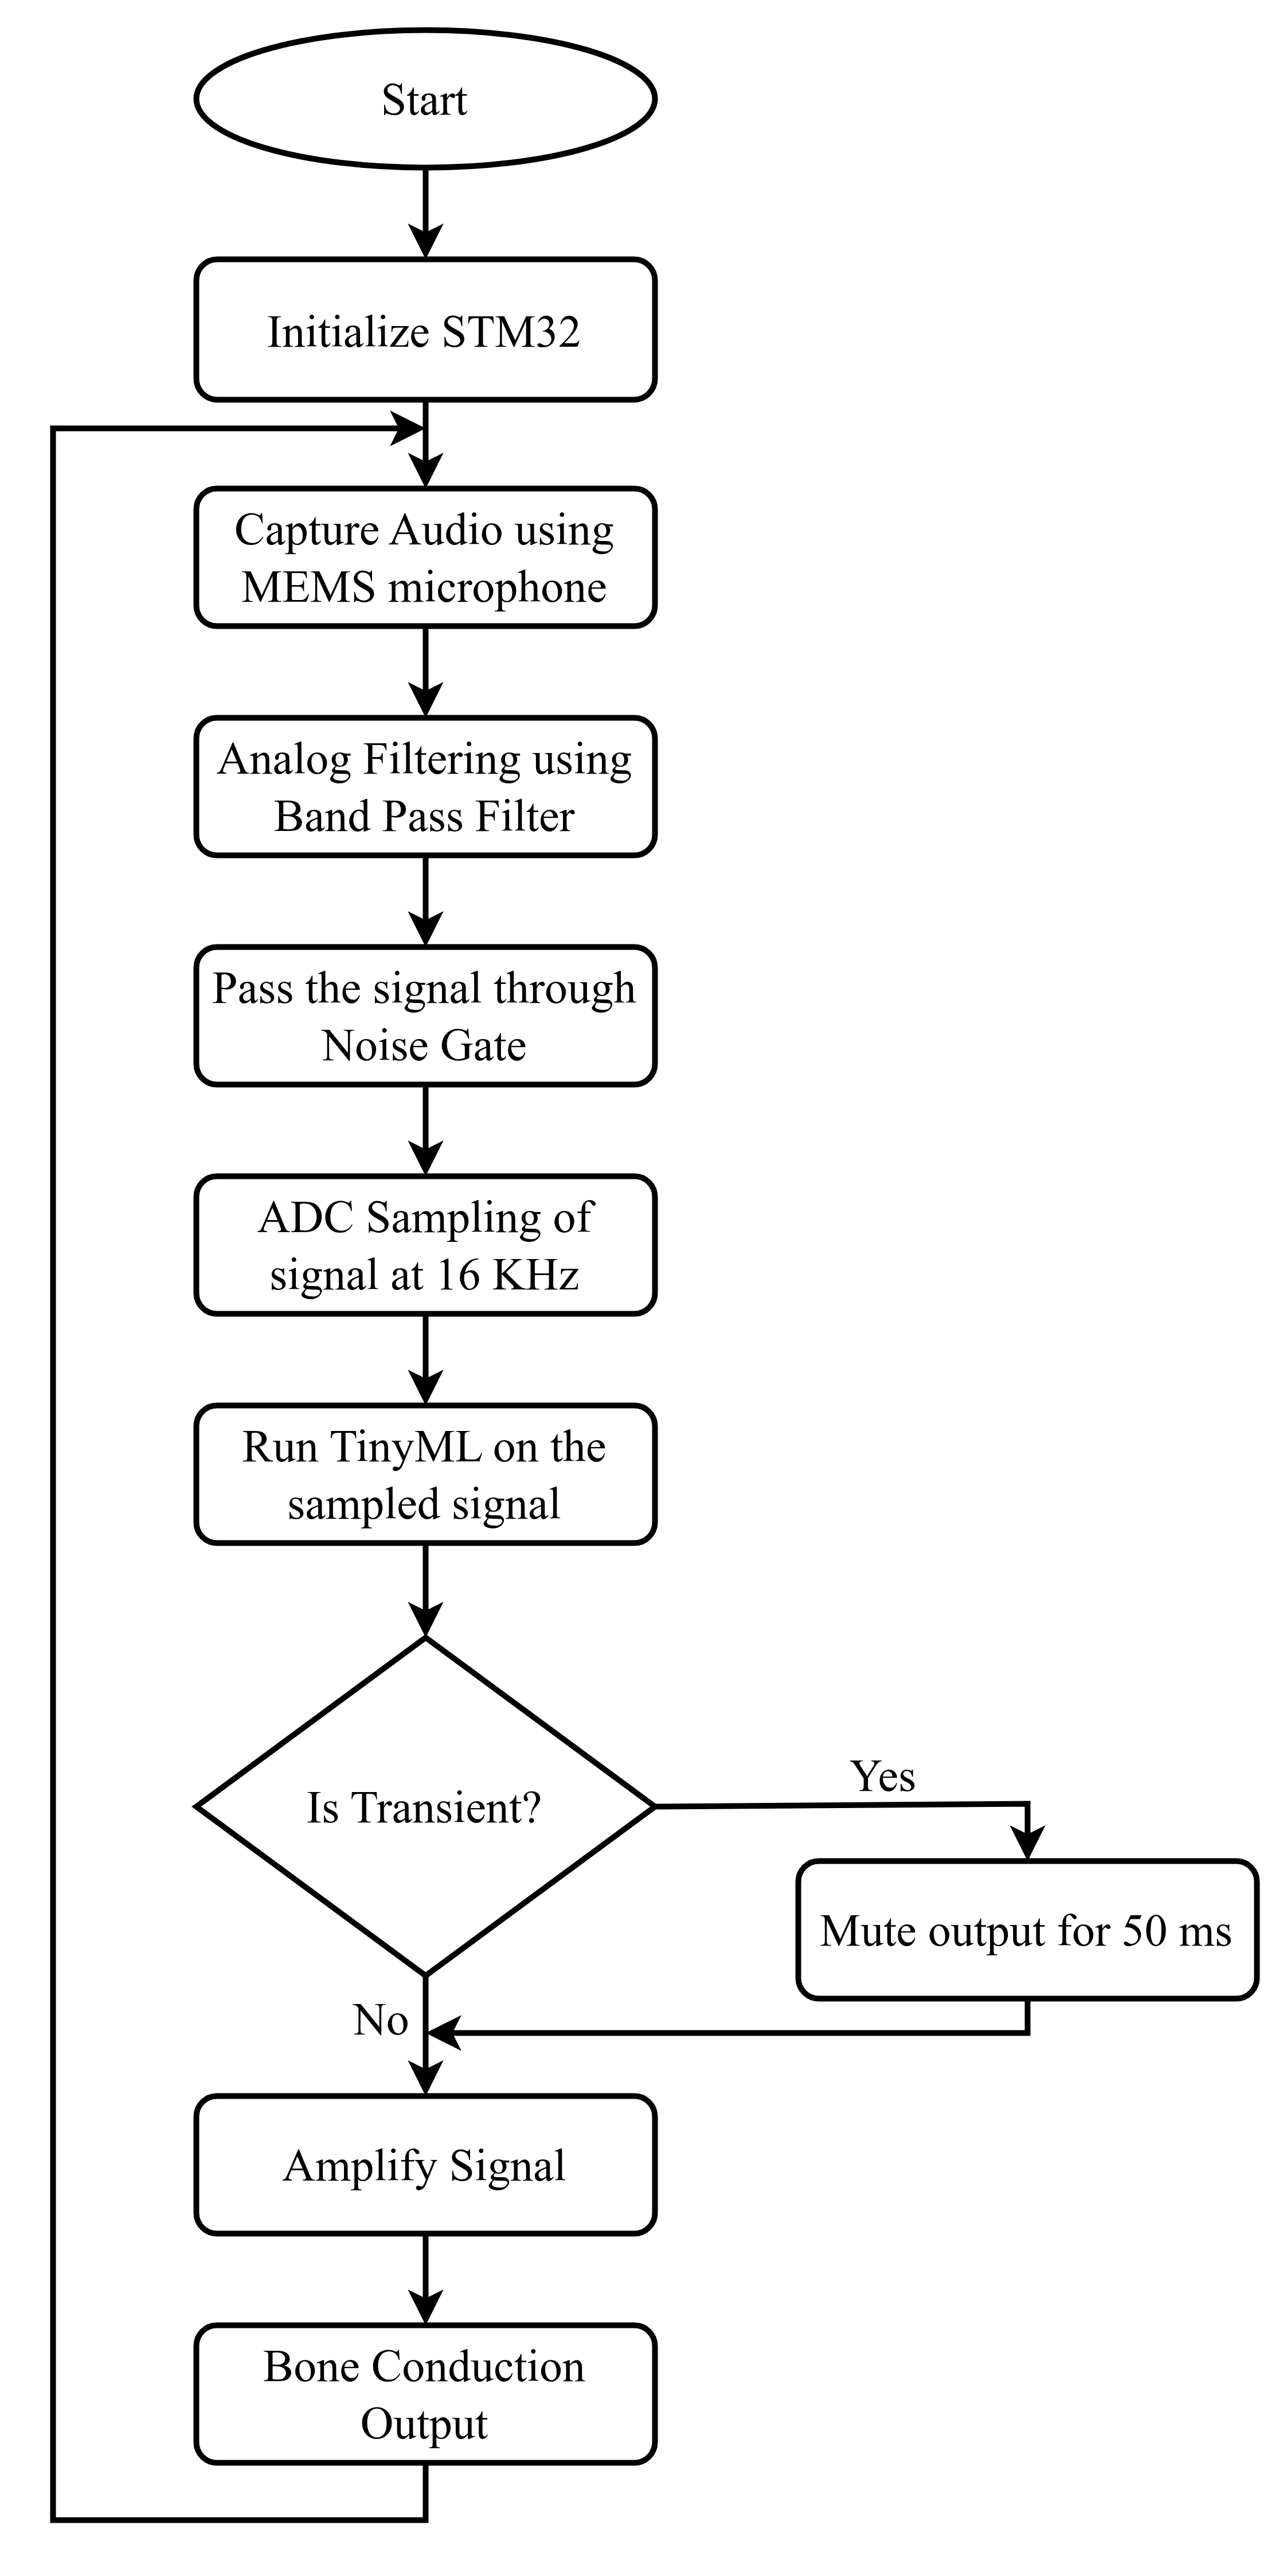 Start
Initialize STM32
Capture Audio using
MEMS microphone
Analog Filtering using
Band Pass Filter
Pass the signal through
Noise Gate
ADC Sampling of
signal at 16 KHz
Run TinyML on the
sampled signal
Is Transient?
Yes
Mute output for 50 ms
No
Amplify Signal
Bone Conduction
Output